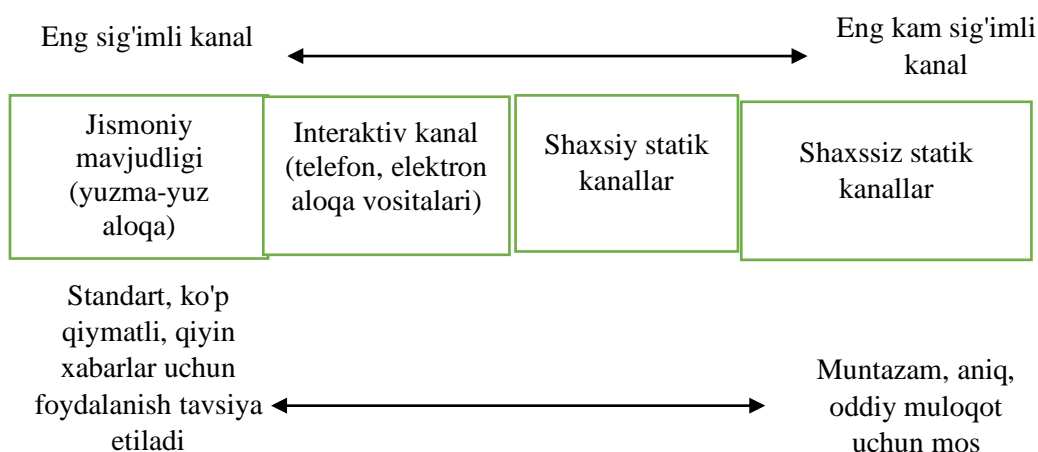 Eng sig'imli kanal
Eng kam sig'imli
kanal
Jismoniy
mavjudligi
(yuzma-yuz
aloqa)
Interaktiv kanal
(telefon, elektron
aloqa vositalari)
Shaxsiy statik
kanallar
Shaxssiz statik
kanallar
Standart, ko'p
qiymatli, qiyin
xabarlar uchun
foydalanish tavsiya
etiladi
Muntazam, aniq,
oddiy muloqot
uchun mos